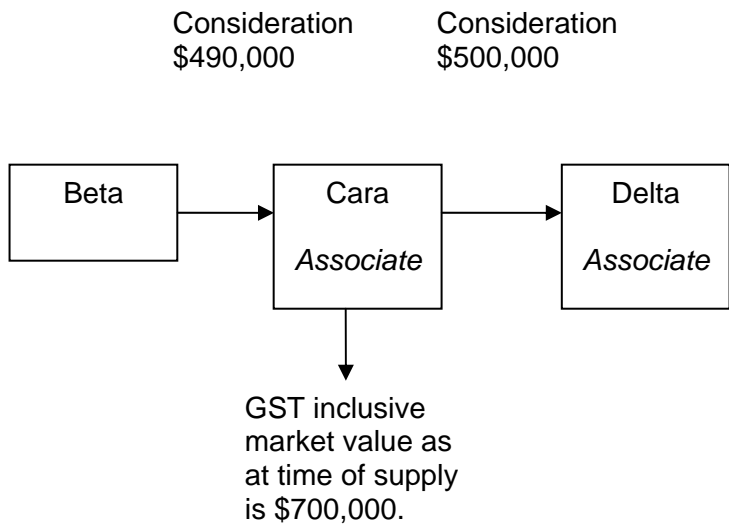 Consideration
$490,000
Consideration
$500,000
Beta
Cara
Associate
Delta
Associate
GST inclusive
market value as
at time of supply
is $700,000.